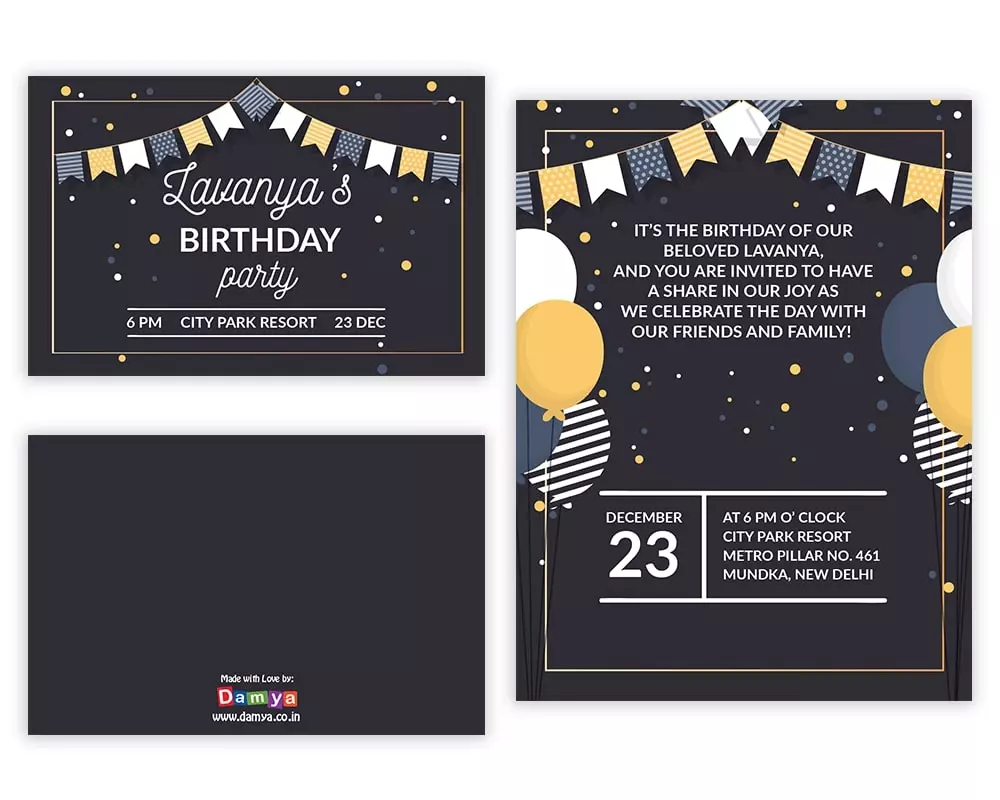 Lavanya's
BIRTHDAY
party
6 PM CITY PARK RESORT 23 DEC
Made with Love by:
Damya
www.damya.co.in
IT'S THE BIRTHDAY OF OUR
BELOVED LAVANYA,
AND YOU ARE INVITED TO HAVE
A SHARE IN OUR JOY AS
WE CELEBRATE THE DAY WITH
OUR FRIENDS AND FAMILY!
DECEMBER
23
AT 6 PM O' CLOCK
CITY PARK RESORT
METRO PILLAR NO. 461
MUNDKA, NEW DELHI